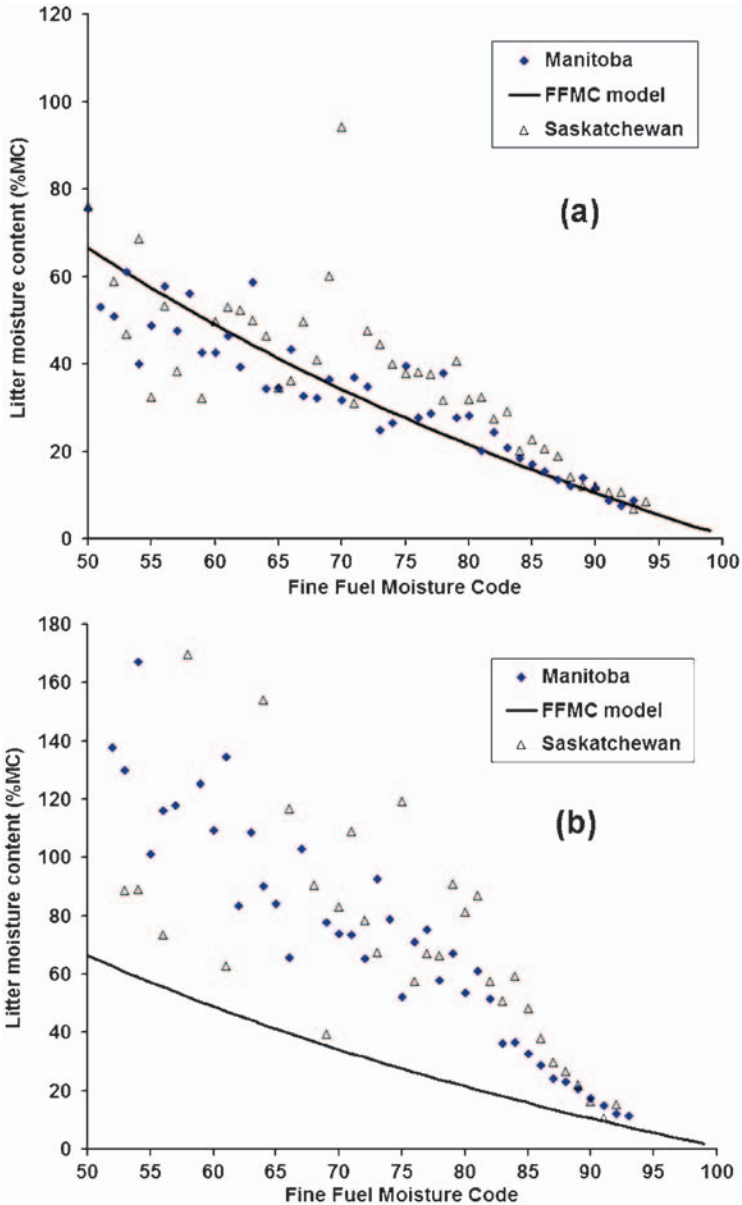 120
100
80
60
40
20
0
Litter moisture content (%MC)
Manitoba
FFMC model
Saskatchewan
(a)
50 55 60 65 70 75 80 85 90 95 100
Fine Fuel Moisture Code
180
160
140
120
100
80
60
40
20
0
Litter moisture content (%MC)
Manitoba
FFMC model
Saskatchewan
(b)
50 55 60 65 70 75 80 85 90 95 100
Fine Fuel Moisture Code